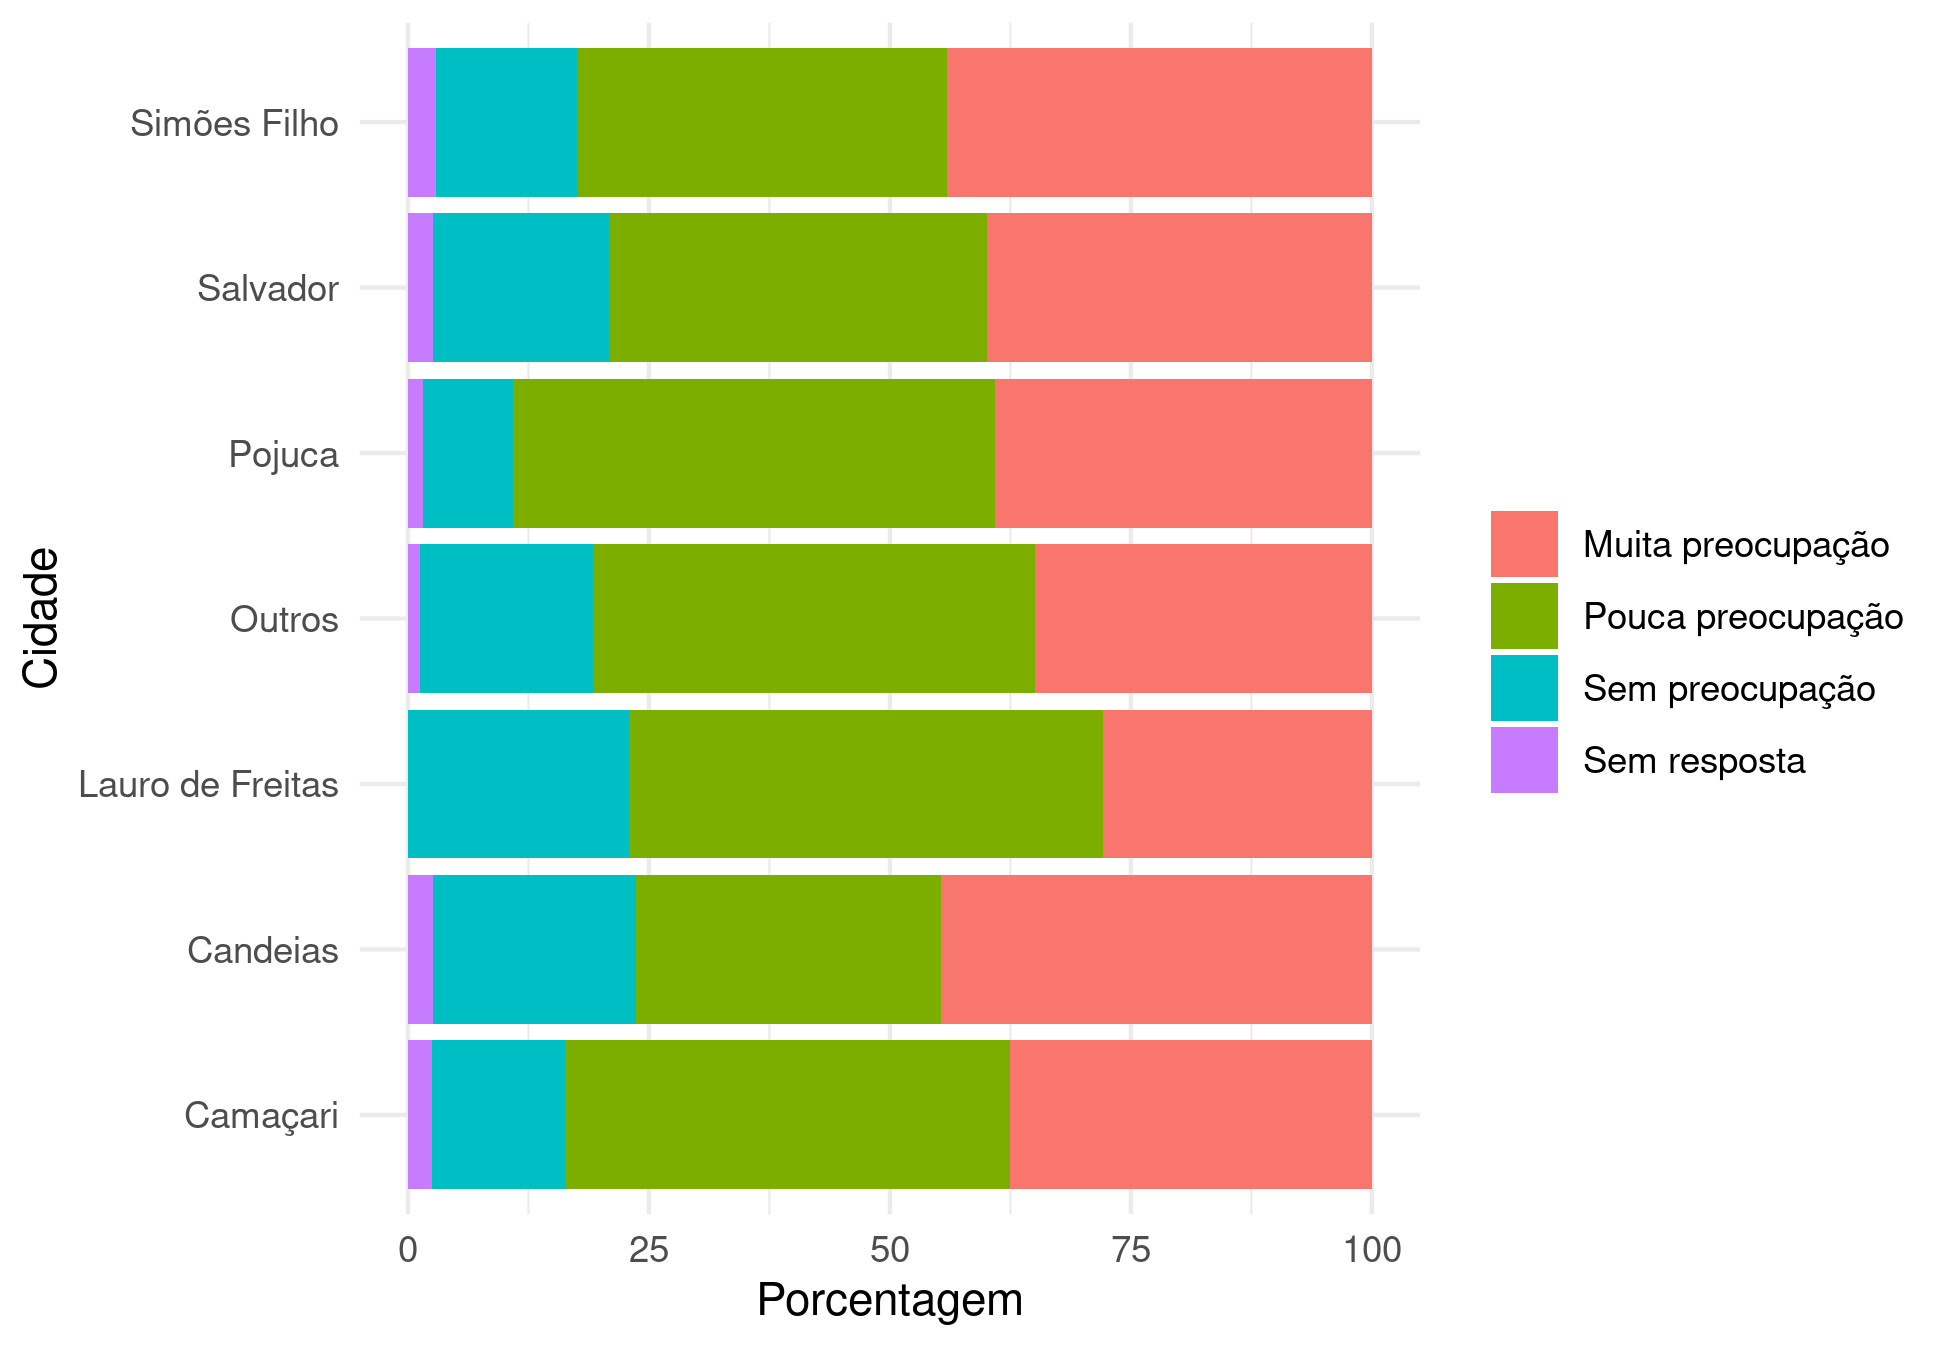 Cidade
Simões Filho
Salvador
Pojuca
Outros
Lauro de Freitas
Candeias
Camaçari
0 25 50 75 100
Porcentagem
Muita preocupação
Pouca preocupação
Sem preocupação
Sem resposta